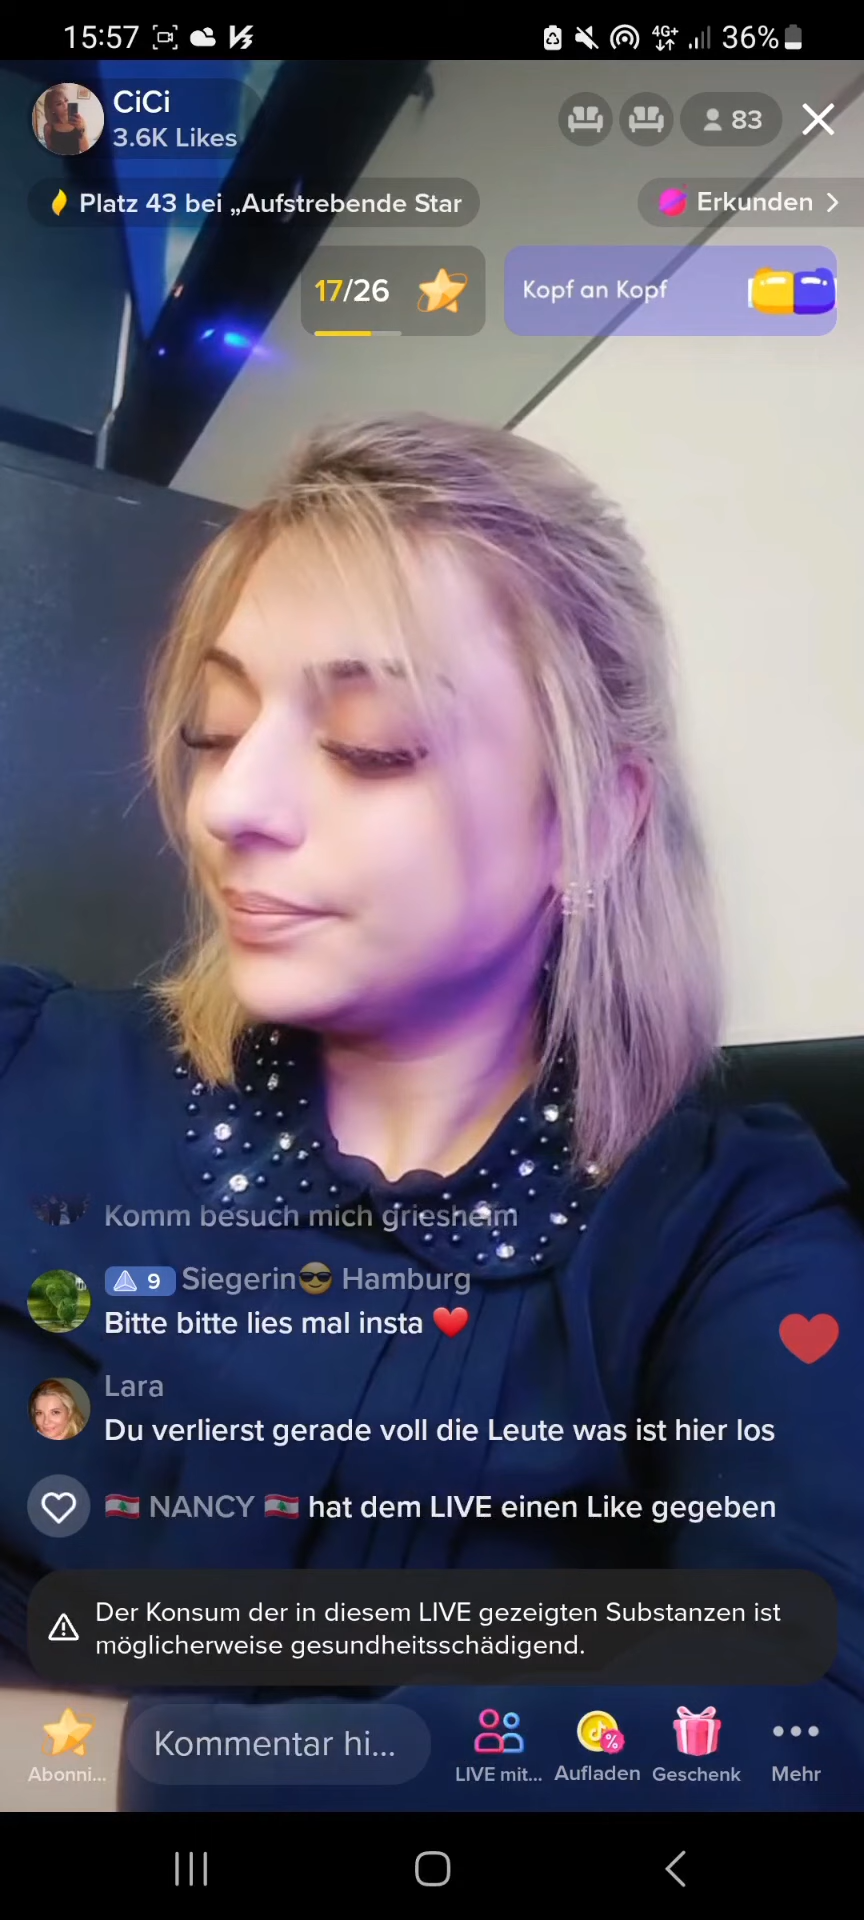 15:57
4G+
36%
CiCi
3.6K Likes
83
Platz 43 bei „Aufstrebende Star
Erkunden
17/26
Kopf an Kopf
Komm besuch mich griesheim
9 Siegerin😎 Hamburg
Bitte bitte lies mal insta ❤️
Lara
Du verlierst gerade voll die Leute was ist hier los
🇱🇧 NANCY 🇱🇧 hat dem LIVE einen Like gegeben
Der Konsum der in diesem LIVE gezeigten Substanzen ist
möglicherweise gesundheitsschädigend.
Kommentar hi...
Abonni...
LIVE mit...
Aufladen
Geschenk
Mehr